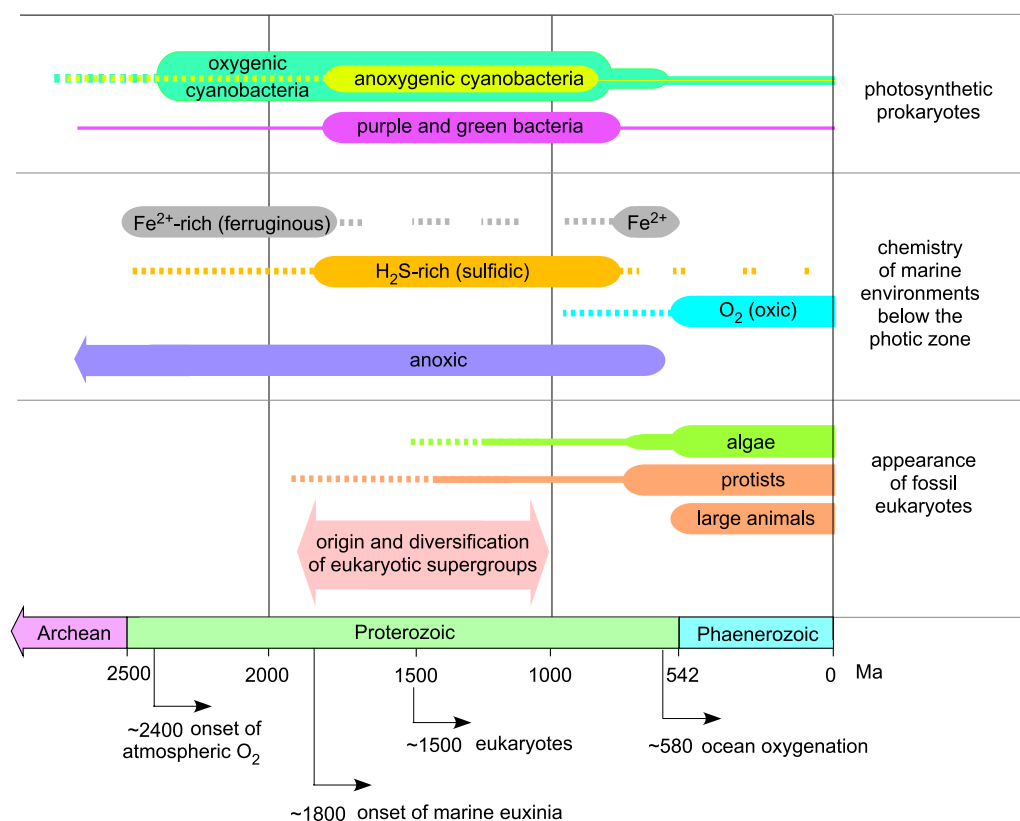 oxygenic
cyanobacteria
anoxygenic cyanobacteria
purple and green bacteria
photosynthetic
prokaryotes
Fe²⁺-rich (ferruginous)
Fe²⁺
H₂S-rich (sulfidic)
O₂ (oxic)
anoxic
chemistry
of marine
environments
below the
photic zone
algae
protists
large animals
origin and diversification
of eukaryotic supergroups
appearance
of fossil
eukaryotes
Archean
Proterozoic
Phaenerozoic
2500
2000
1500
1000
542
0
Ma
~2400 onset of
atmospheric O₂
~1800 onset of marine euxinia
~1500 eukaryotes
~580 ocean oxygenation